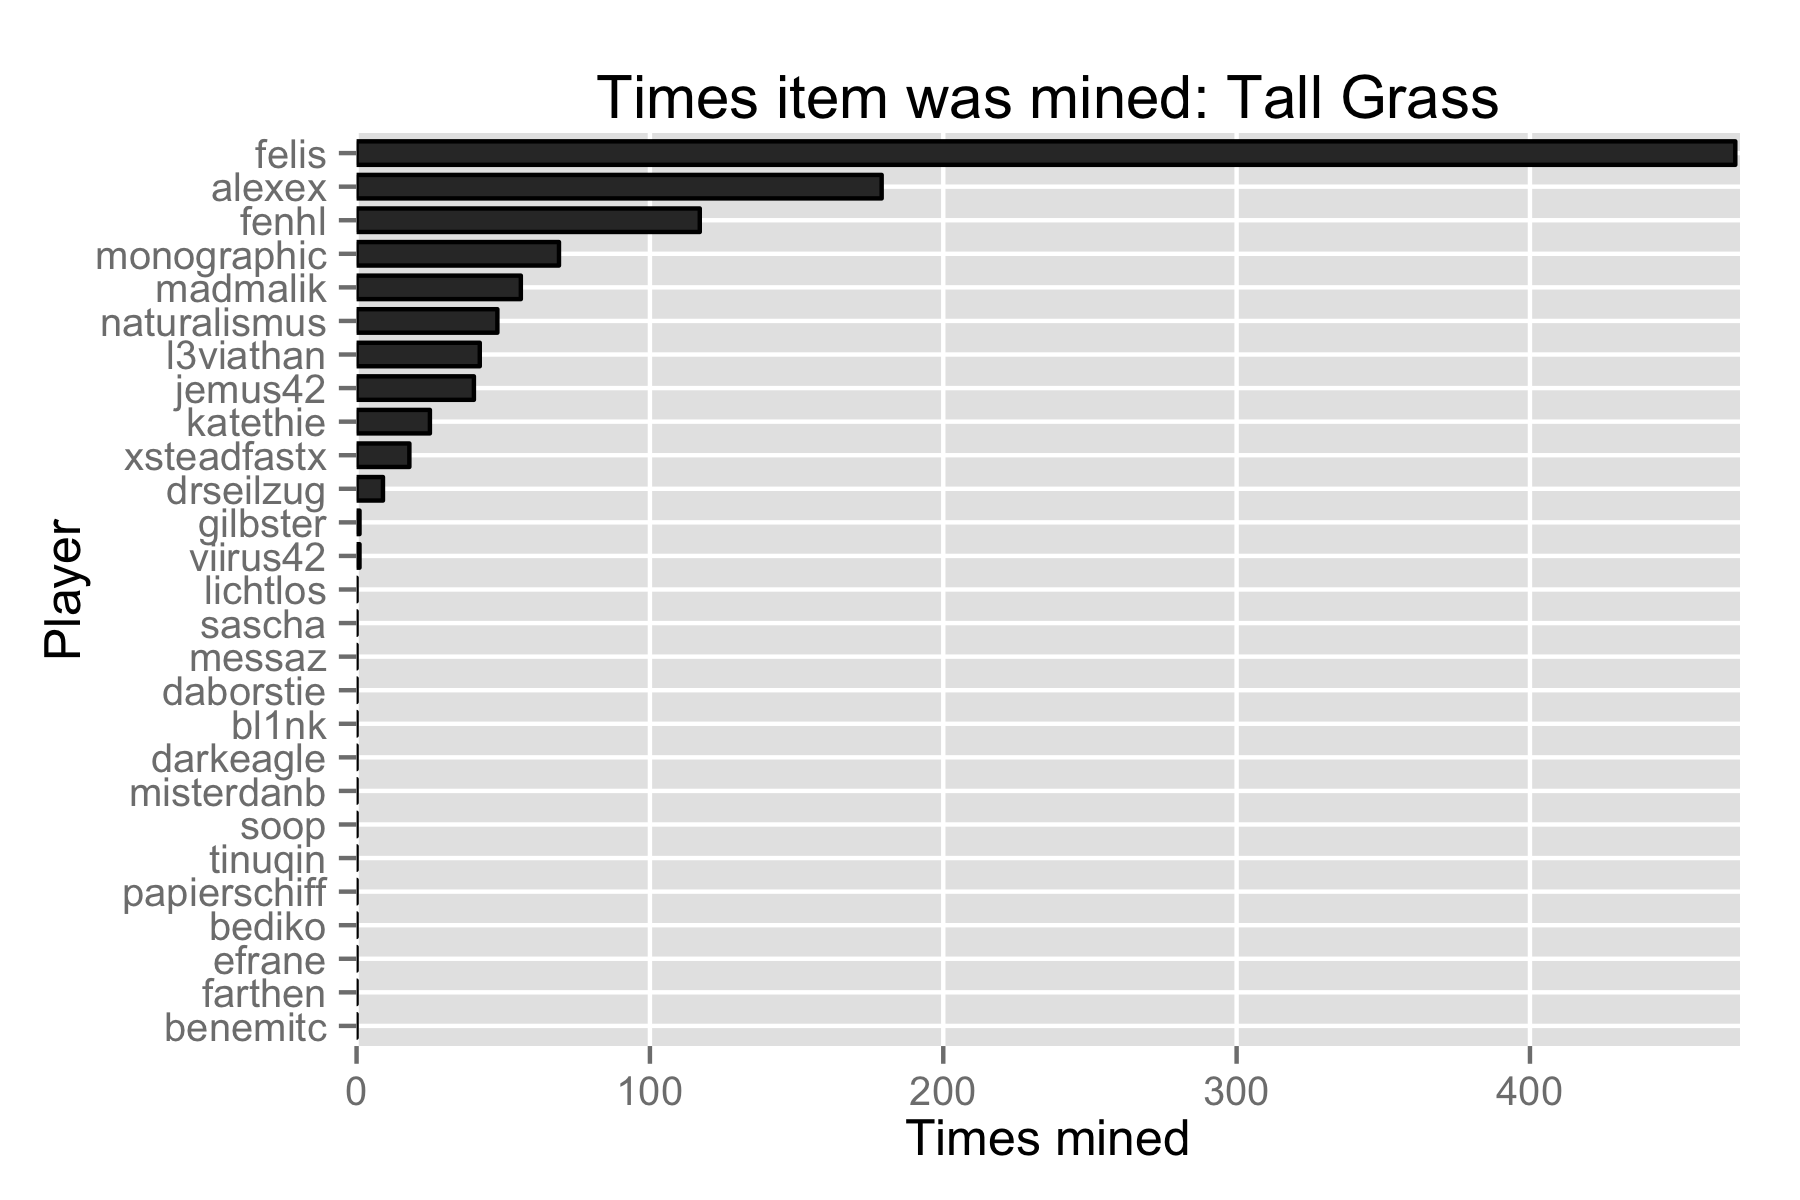 Times item was mined: Tall Grass
felis
alexex
fenhl
monographic
madmalik
naturalismus
l3viathan
jemus42
katethie
xsteadfastx
drseilzug
gilbster
viirus42
lichtlos
sascha
messaz
daborstie
bl1nk
darkeagle
misterdanb
soop
tinuqin
papierschiff
bediko
efrane
farthen
benemitc
Player
0 100 200 300 400
Times mined